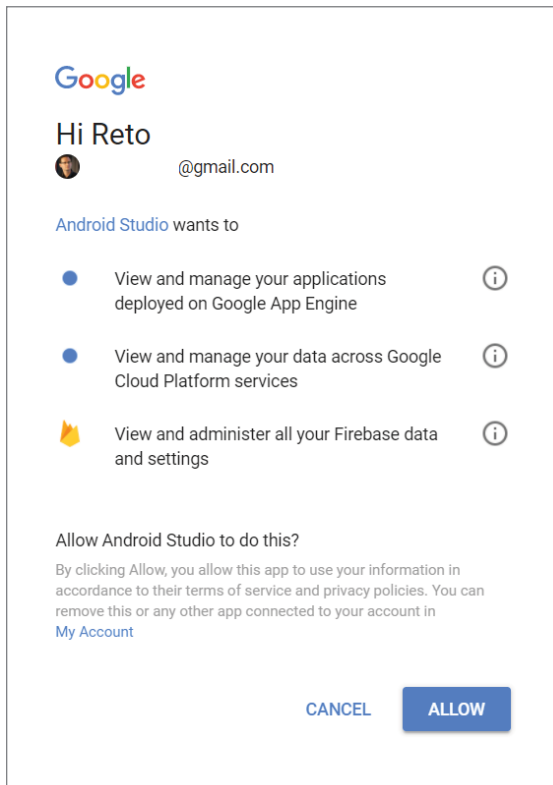 Google
Hi Reto
@gmail.com
Android Studio wants to
View and manage your applications
deployed on Google App Engine
View and manage your data across Google
Cloud Platform services
View and administer all your Firebase data
and settings
Allow Android Studio to do this?
By clicking Allow, you allow this app to use your information in
accordance to their terms of service and privacy policies. You can
remove this or any other app connected to your account in
My Account
CANCEL ALLOW